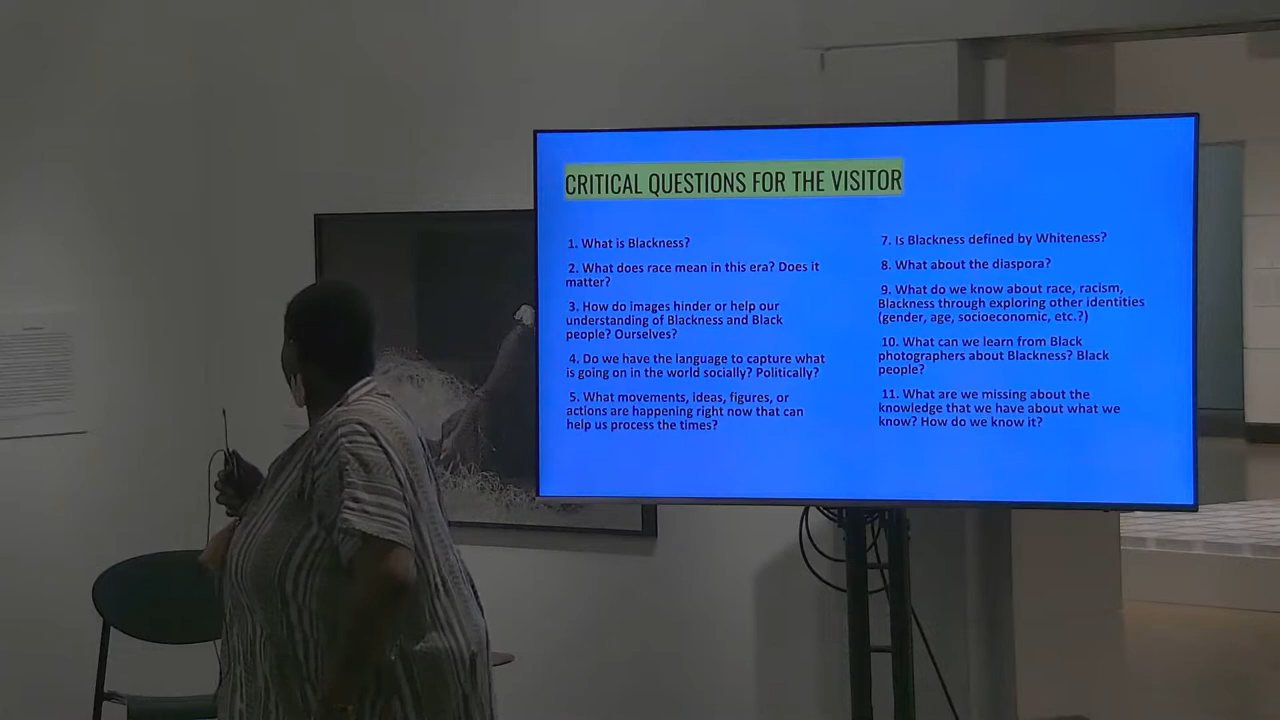 CRITICAL QUESTIONS FOR THE VISITOR
1. What is Blackness?
2. What does race mean in this era? Does it
matter?
3. How do images hinder or help our
understanding of Blackness and Black
people? Ourselves?
4. Do we have the language to capture what
is going on in the world socially? Politically?
5. What movements, ideas, figures, or
actions are happening right now that can
help us process the times?
7. Is Blackness defined by Whiteness?
8. What about the diaspora?
9. What do we know about race, racism,
Blackness through exploring other identities
(gender, age, socioeconomic, etc.?)
10. What can we learn from Black
photographers about Blackness? Black
people?
11. What are we missing about the
knowledge that we have about what we
know? How do we know it?